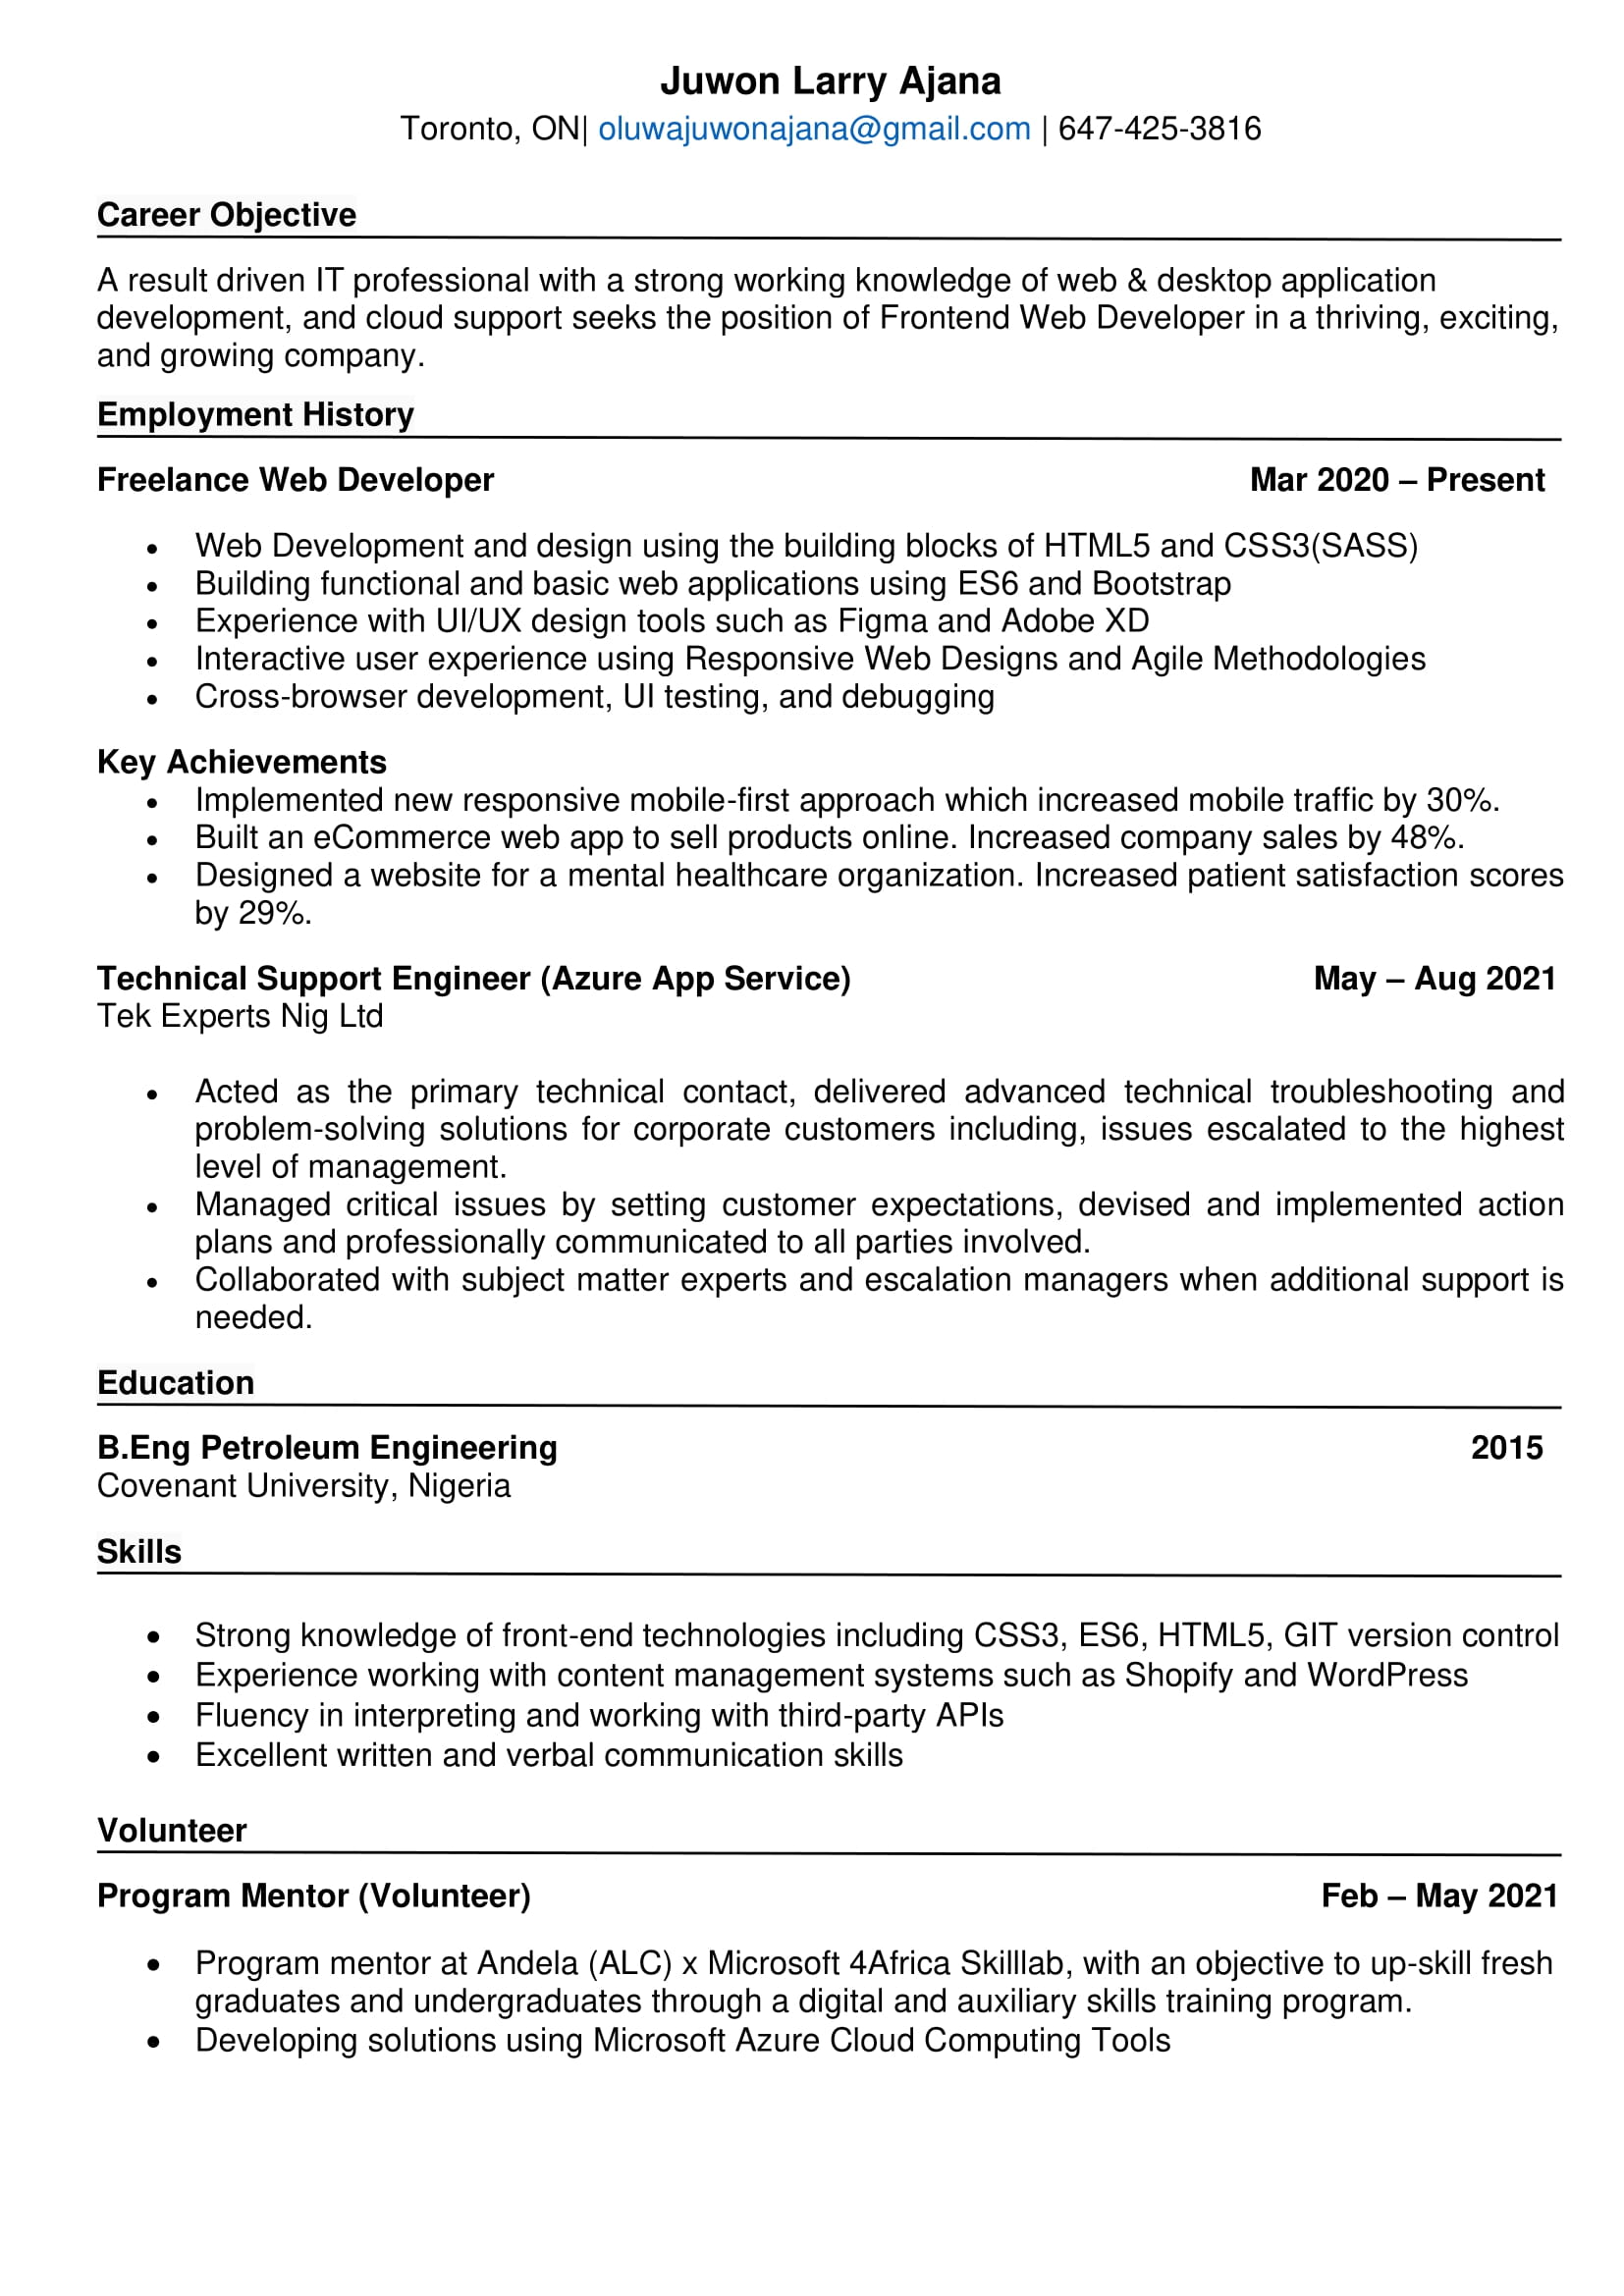 Juwon Larry Ajana
Toronto, ON| oluwajuwonajana@gmail.com | 647-425-3816
Career Objective
A result driven IT professional with a strong working knowledge of web & desktop application
development, and cloud support seeks the position of Frontend Web Developer in a thriving, exciting,
and growing company.
Employment History
Freelance Web Developer Mar 2020 – Present
• Web Development and design using the building blocks of HTML5 and CSS3(SASS)
• Building functional and basic web applications using ES6 and Bootstrap
• Experience with UI/UX design tools such as Figma and Adobe XD
• Interactive user experience using Responsive Web Designs and Agile Methodologies
• Cross-browser development, UI testing, and debugging
Key Achievements
• Implemented new responsive mobile-first approach which increased mobile traffic by 30%.
• Built an eCommerce web app to sell products online. Increased company sales by 48%.
• Designed a website for a mental healthcare organization. Increased patient satisfaction scores
by 29%.
Technical Support Engineer (Azure App Service) May – Aug 2021
Tek Experts Nig Ltd
• Acted as the primary technical contact, delivered advanced technical troubleshooting and
problem-solving solutions for corporate customers including, issues escalated to the highest
level of management.
• Managed critical issues by setting customer expectations, devised and implemented action
plans and professionally communicated to all parties involved.
• Collaborated with subject matter experts and escalation managers when additional support is
needed.
Education
B.Eng Petroleum Engineering 2015
Covenant University, Nigeria
Skills
• Strong knowledge of front-end technologies including CSS3, ES6, HTML5, GIT version control
• Experience working with content management systems such as Shopify and WordPress
• Fluency in interpreting and working with third-party APIs
• Excellent written and verbal communication skills
Volunteer
Program Mentor (Volunteer) Feb – May 2021
• Program mentor at Andela (ALC) x Microsoft 4Africa Skilllab, with an objective to up-skill fresh
graduates and undergraduates through a digital and auxiliary skills training program.
• Developing solutions using Microsoft Azure Cloud Computing Tools